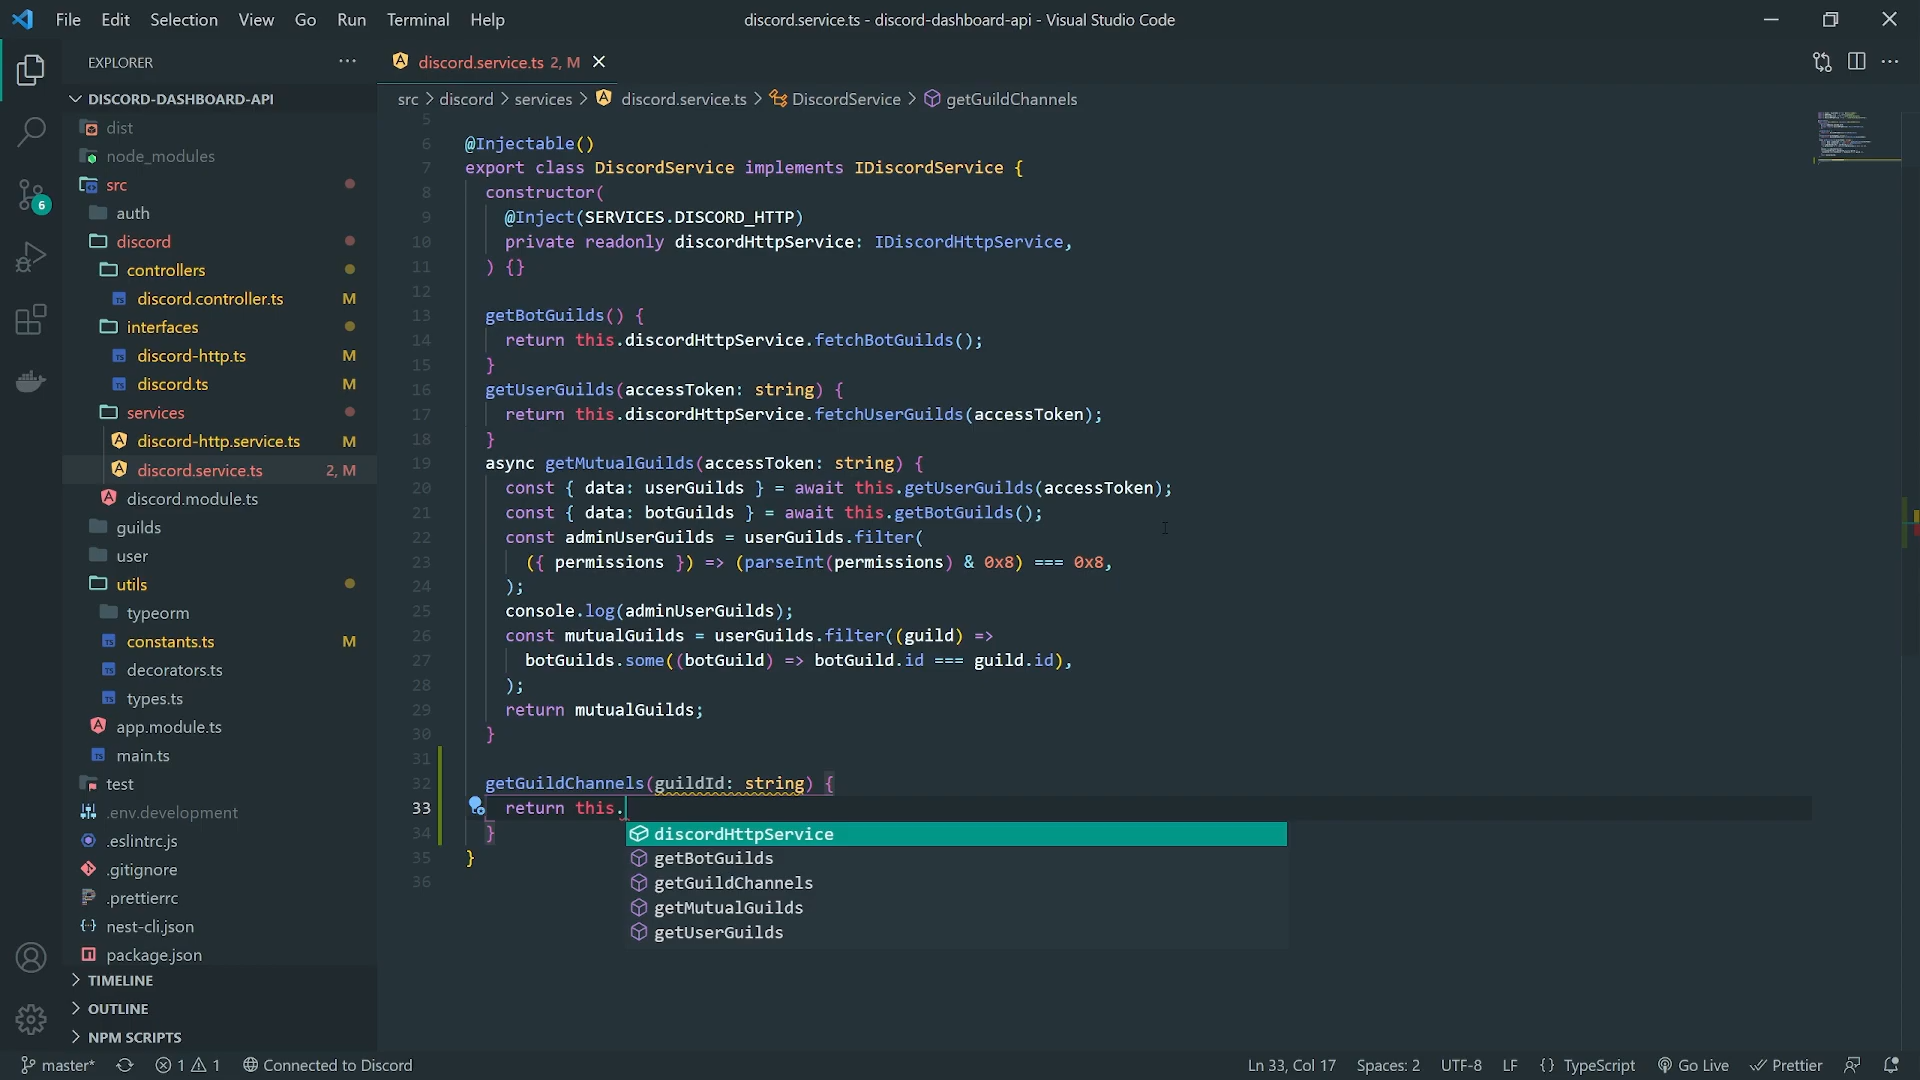 File Edit Selection View Go Run Terminal Help
discord.service.ts - discord-dashboard-api - Visual Studio Code
EXPLORER
discord.service.ts 2, M
DISCORD-DASHBOARD-API
src > discord > services > discord.service.ts > DiscordService > getGuildChannels
dist
node_modules
src
auth
discord
controllers
discord.controller.ts M
interfaces
discord-http.ts M
discord.ts M
services
discord-http.service.ts M
discord.service.ts 2, M
discord.module.ts
guilds
user
utils
typeorm
constants.ts M
decorators.ts
types.ts
app.module.ts
main.ts
test
.env.development
.eslintrc.js
.gitignore
.prettierrc
nest-cli.json
package.json
TIMELINE
OUTLINE
NPM SCRIPTS
6
5
6 @Injectable()
7 export class DiscordService implements IDiscordService {
8 constructor(
9 @Inject(SERVICES.DISCORD_HTTP)
10 private readonly discordHttpService: IDiscordHttpService,
11 ) {}
12
13 getBotGuilds() {
14 return this.discordHttpService.fetchBotGuilds();
15 }
16 getUserGuilds(accessToken: string) {
17 return this.discordHttpService.fetchUserGuilds(accessToken);
18 }
19 async getMutualGuilds(accessToken: string) {
20 const { data: userGuilds } = await this.getUserGuilds(accessToken);
21 const { data: botGuilds } = await this.getBotGuilds();
22 const adminUserGuilds = userGuilds.filter(
23 ({ permissions }) => (parseInt(permissions) & 0x8) === 0x8,
24 );
25 console.log(adminUserGuilds);
26 const mutualGuilds = userGuilds.filter((guild) =>
27 botGuilds.some((botGuild) => botGuild.id === guild.id),
28 );
29 return mutualGuilds;
30 }
31
32 getGuildChannels(guildId: string) {
33 return this.
34 }
35 }
36
discordHttpService
getBotGuilds
getGuildChannels
getMutualGuilds
getUserGuilds
master* 1 1 Connected to Discord
Ln 33, Col 17 Spaces: 2 UTF-8 LF {} TypeScript Go Live Prettier